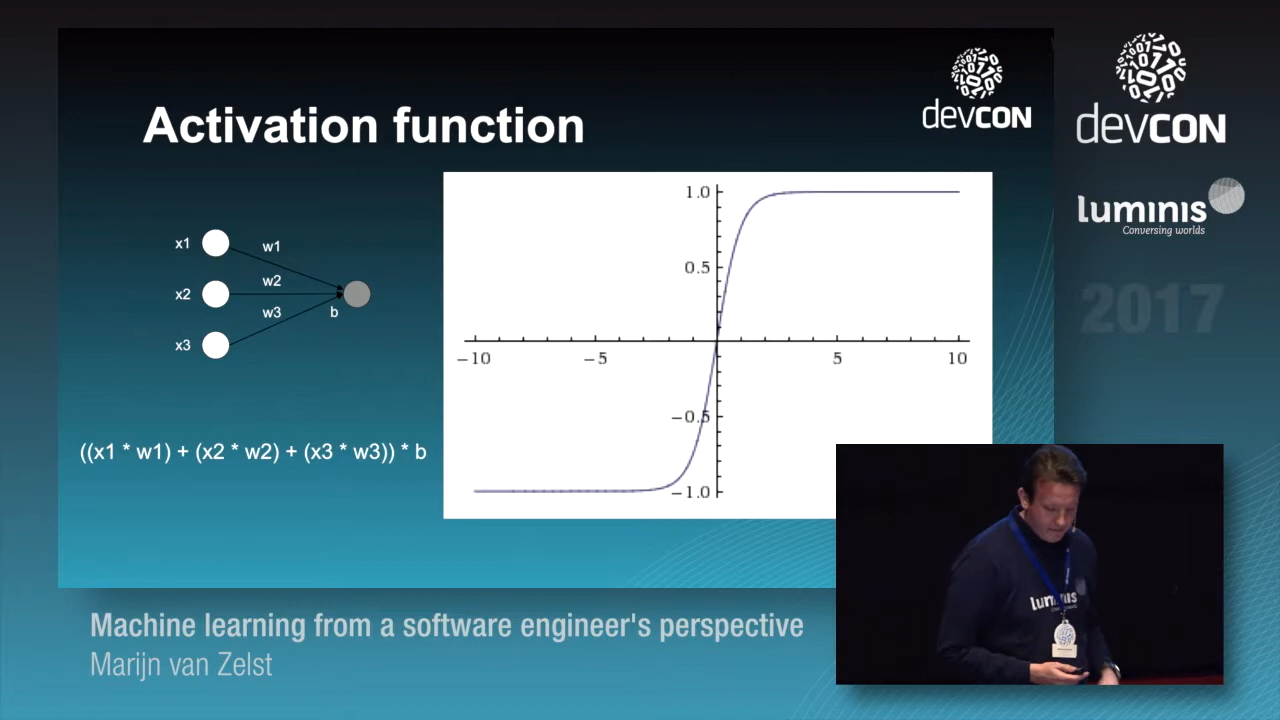 Activation function
devcon
x1
w1
x2
w2
x3
w3
b
((x1 * w1) + (x2 * w2) + (x3 * w3)) * b
1.0
0.5
−10
−5
5
10
−0.5
−1.0
devcon
luminis
Conversing worlds
2017
luminis
Machine learning from a software engineer's perspective
Marijn van Zelst